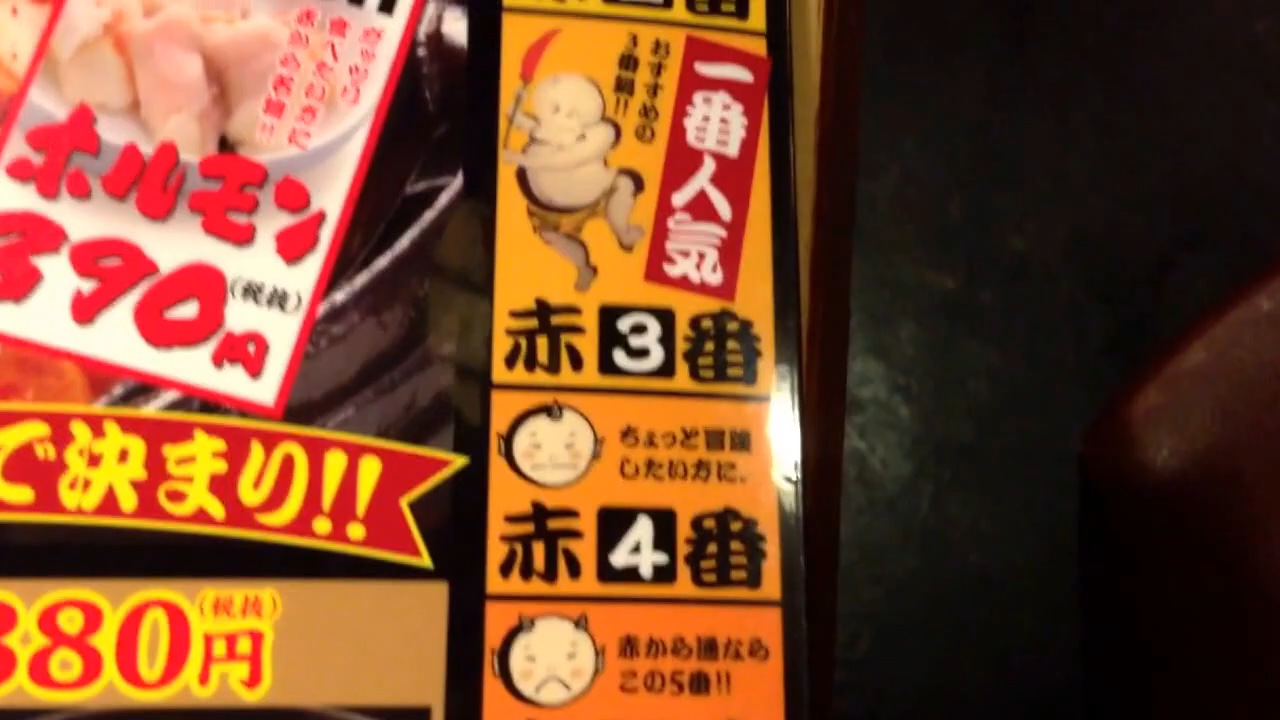 ホルモン
390円
(税抜)
で決まり!!
880円
(税抜)
番
一番人気
おすすめの
3番鍋!!
赤3番
ちょっと冒険
したい方に、
赤4番
赤から通なら
この5番!!